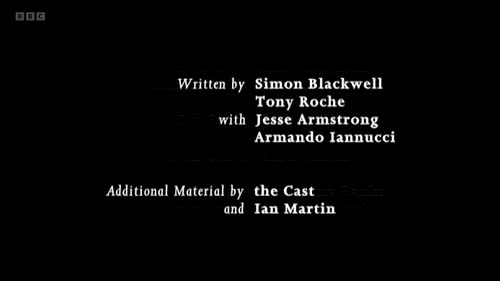 BBC
Written by Simon Blackwell
Tony Roche
with Jesse Armstrong
Armando Iannucci
Additional Material by the Cast
and Ian Martin